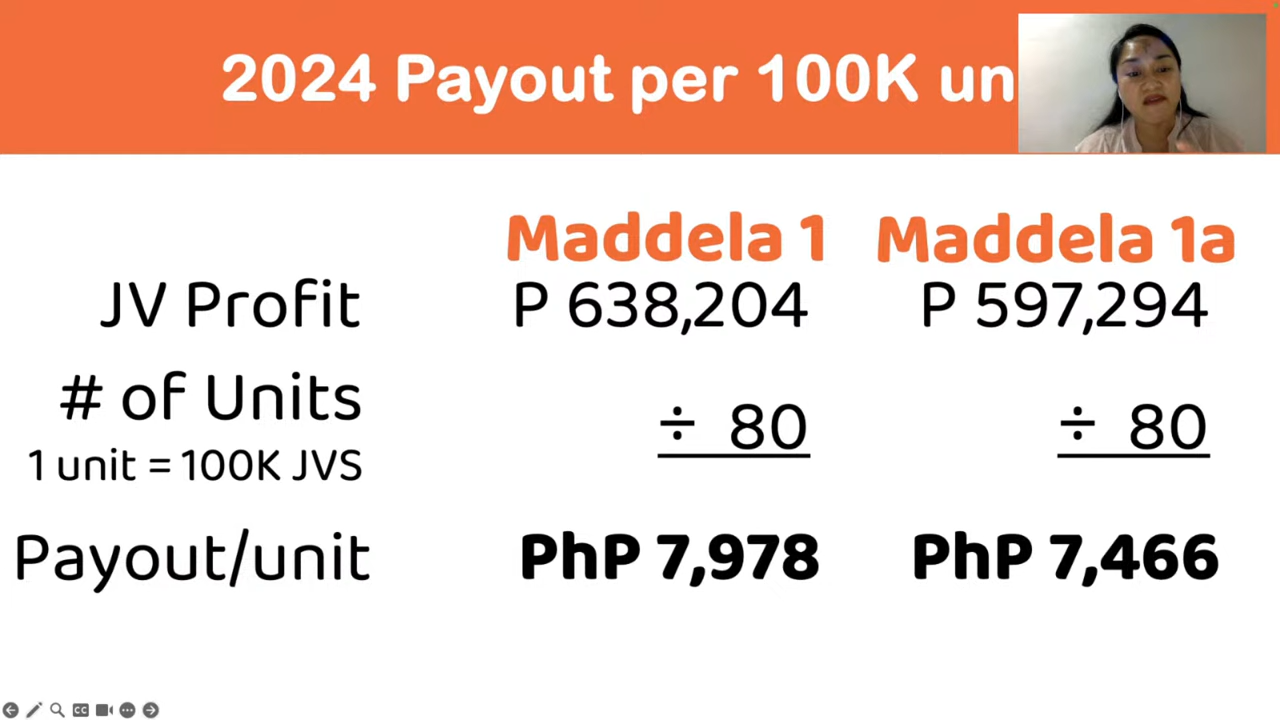 2024 Payout per 100K un
Maddela 1 Maddela 1a
JV Profit P 638,204 P 597,294
# of Units ÷ 80 ÷ 80
1 unit = 100K JVS
Payout/unit PhP 7,978 PhP 7,466
CC